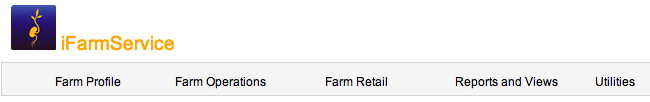 iFarmService
Farm Profile Farm Operations Farm Retail Reports and Views Utilities